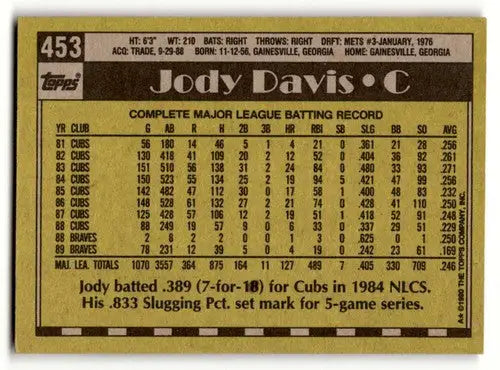 453
HT: 6'3" WT: 210 BATS: RIGHT THROWS: RIGHT DRAFT: METS #3-JANUARY, 1976
ACQ: TRADE, 9-29-88 BORN: 11-12-56, GAINESVILLE, GEORGIA HOME: GAINESVILLE, GEORGIA
Topps
Jody Davis • C
COMPLETE MAJOR LEAGUE BATTING RECORD
YR CLUB G AB R H 2B 3B HR RBI SB SLG BB SO AVG
81 CUBS 56 180 14 46 5 1 4 21 0 .361 21 28 .256
82 CUBS 130 418 41 109 20 2 12 52 0 .404 36 92 .261
83 CUBS 151 510 56 138 31 2 24 84 0 .480 33 93 .271
84 CUBS 150 523 55 134 25 2 19 94 5 .421 47 99 .256
85 CUBS 142 482 47 112 30 0 17 58 1 .400 48 83 .232
86 CUBS 148 528 61 132 27 2 21 74 0 .428 41 110 .250
87 CUBS 125 428 57 106 12 2 19 51 1 .418 52 91 .248
88 CUBS 88 249 19 57 9 0 6 33 0 .337 29 51 .229
88 BRAVES 2 8 2 2 0 0 1 3 0 .625 0 1 .250
89 BRAVES 78 231 12 39 5 0 4 19 0 .242 23 61 .169
MAJ. LEA. TOTALS 1070 3557 364 875 164 11 127 489 7 .405 330 709 .246
Jody batted .389 (7-for-18) for Cubs in 1984 NLCS.
His .833 Slugging Pct. set mark for 5-game series.
A★ ©1990 THE TOPPS COMPANY, INC.